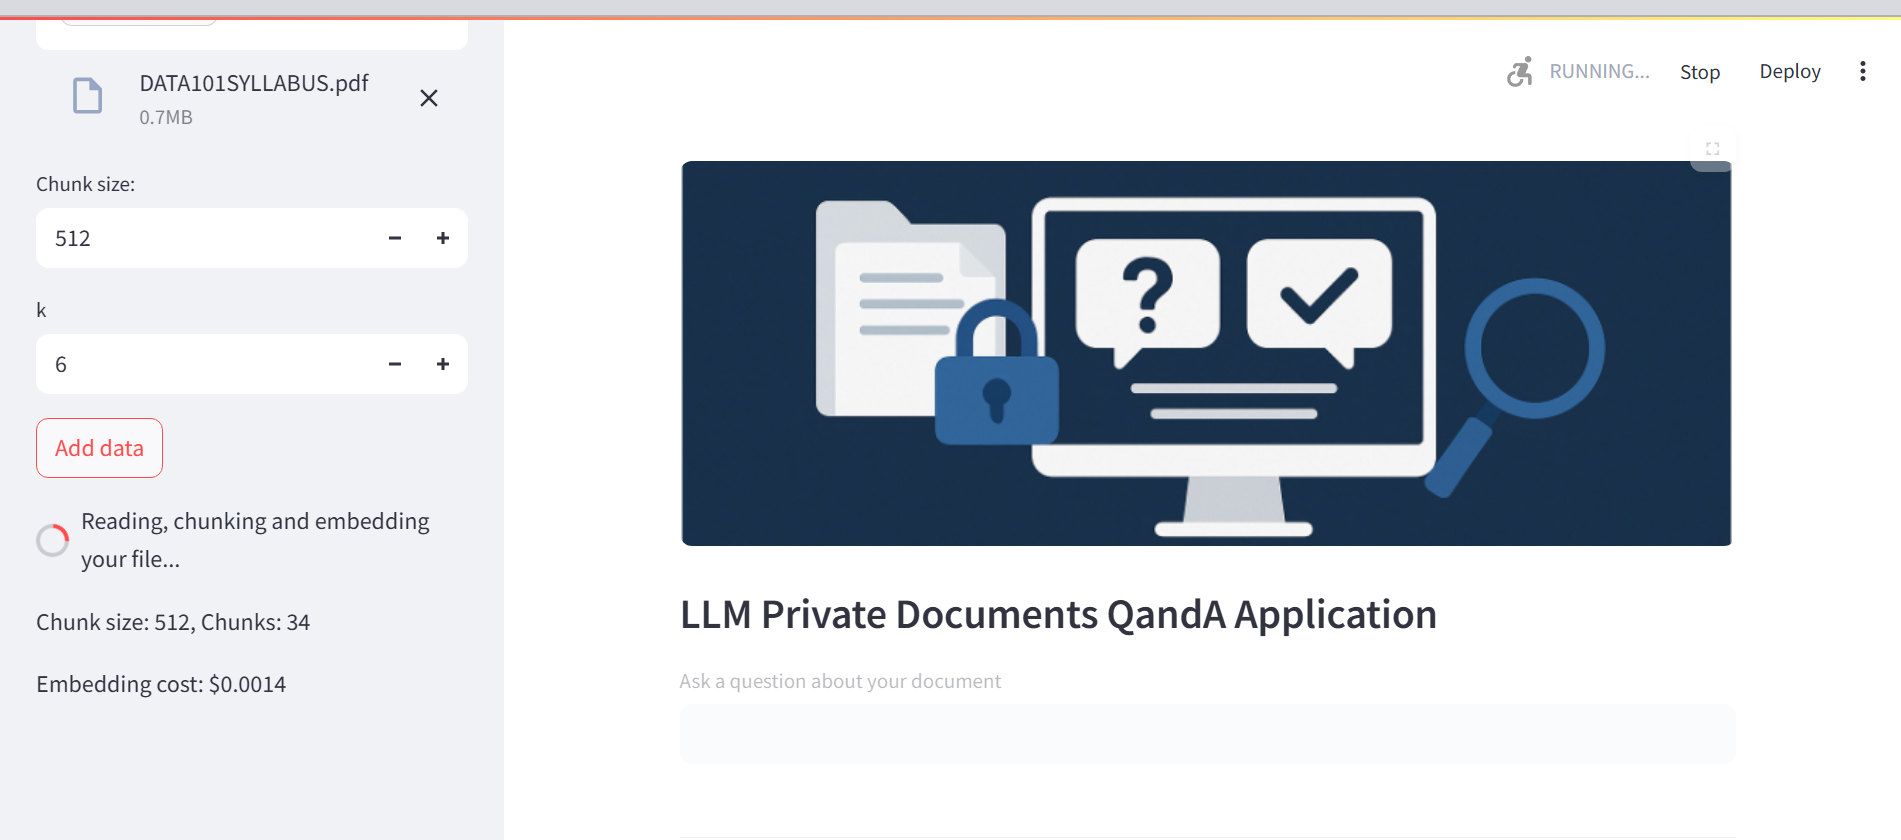 DATA101SYLLABUS.pdf
0.7MB
Chunk size:
512
k
6
Add data
Reading, chunking and embedding
your file...
Chunk size: 512, Chunks: 34
Embedding cost: $0.0014
RUNNING...
Stop
Deploy
?
LLM Private Documents QandA Application
Ask a question about your document